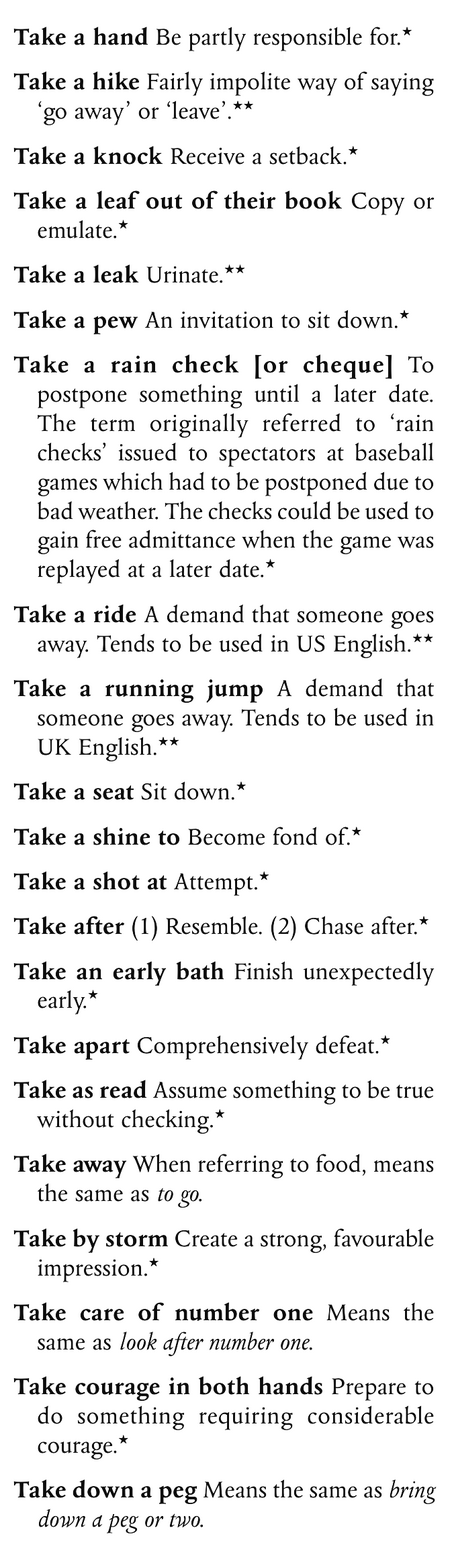 Take a hand Be partly responsible for.★
Take a hike Fairly impolite way of saying
‘go away’ or ‘leave’.★★
Take a knock Receive a setback.★
Take a leaf out of their book Copy or
emulate.★
Take a leak Urinate.★★
Take a pew An invitation to sit down.★
Take a rain check [or cheque] To
postpone something until a later date.
The term originally referred to ‘rain
checks’ issued to spectators at baseball
games which had to be postponed due to
bad weather. The checks could be used to
gain free admittance when the game was
replayed at a later date.★
Take a ride A demand that someone goes
away. Tends to be used in US English.★★
Take a running jump A demand that
someone goes away. Tends to be used in
UK English.★★
Take a seat Sit down.★
Take a shine to Become fond of.★
Take a shot at Attempt.★
Take after (1) Resemble. (2) Chase after.★
Take an early bath Finish unexpectedly
early.★
Take apart Comprehensively defeat.★
Take as read Assume something to be true
without checking.★
Take away When referring to food, means
the same as to go.
Take by storm Create a strong, favourable
impression.★
Take care of number one Means the
same as look after number one.
Take courage in both hands Prepare to
do something requiring considerable
courage.★
Take down a peg Means the same as bring
down a peg or two.